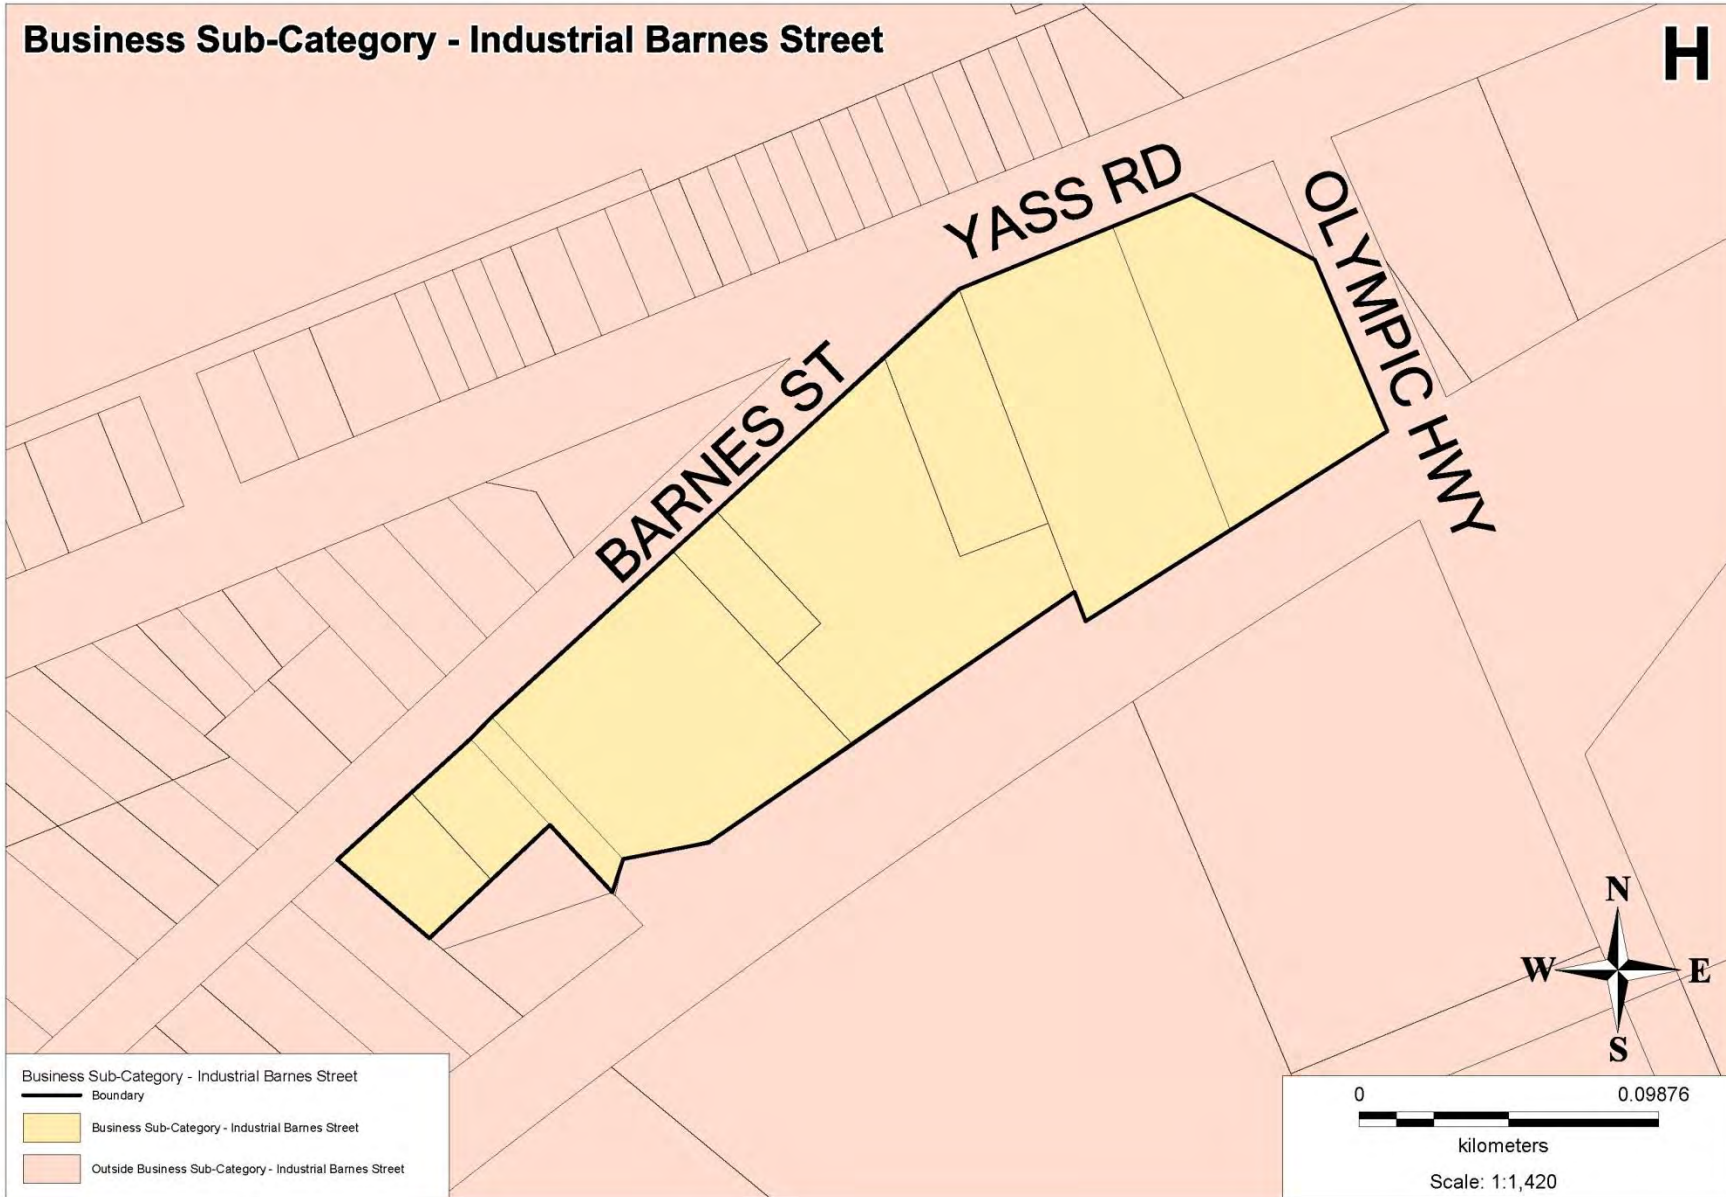 Business Sub-Category - Industrial Barnes Street
H
YASS RD
OLYMPIC HWY
BARNES ST
N
W
E
S
Business Sub-Category - Industrial Barnes Street
Boundary
Business Sub-Category - Industrial Barnes Street
Outside Business Sub-Category - Industrial Barnes Street
0 0.09876
kilometers
Scale: 1:1,420